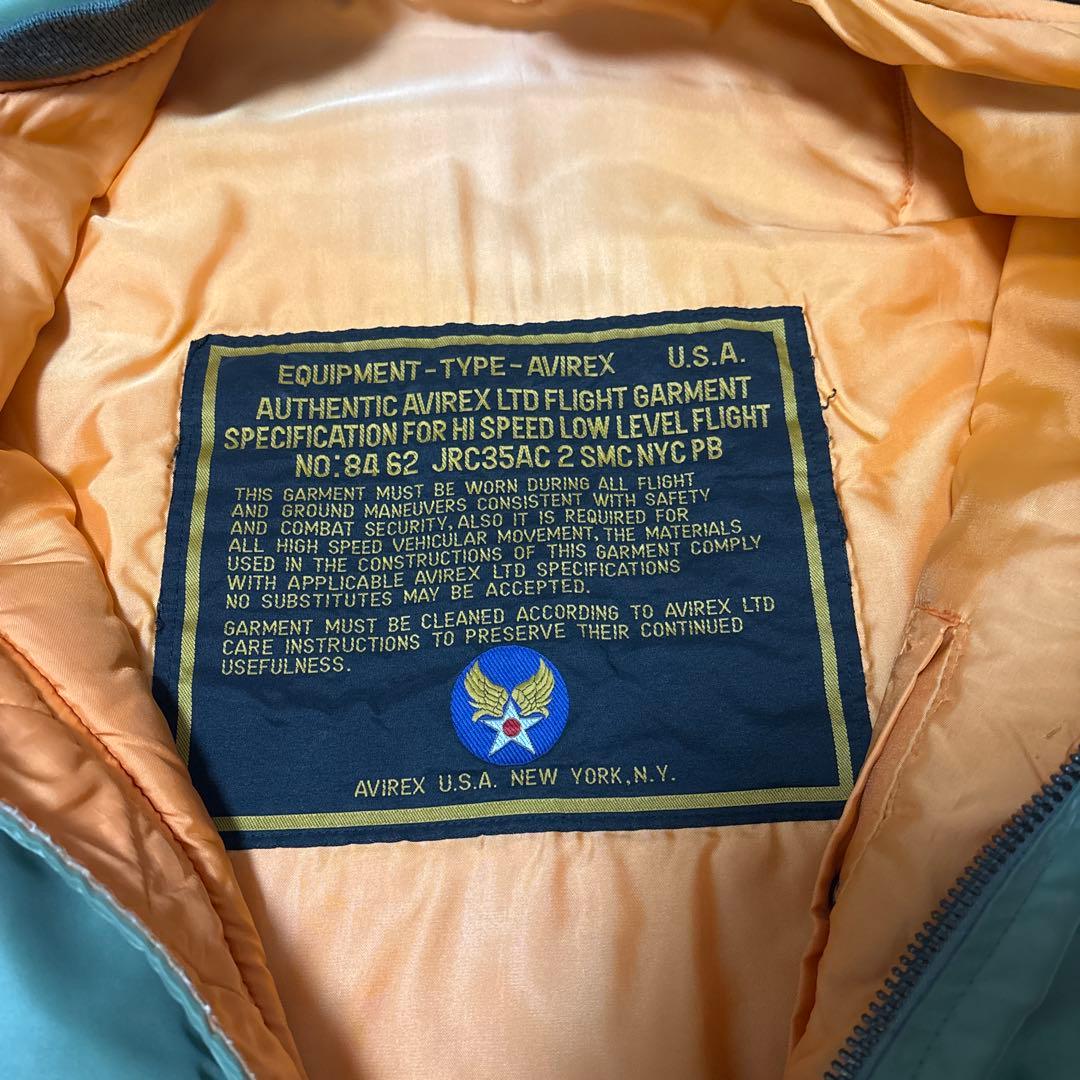 EQUIPMENT-TYPE-AVIREX U.S.A.
AUTHENTIC AVIREX LTD FLIGHT GARMENT
SPECIFICATION FOR HI SPEED LOW LEVEL FLIGHT
NO:84 62 JRC35AC 2 SMC NYC PB
THIS GARMENT MUST BE WORN DURING ALL FLIGHT
AND GROUND MANEUVERS CONSISTENT WITH SAFETY
AND COMBAT SECURITY, ALSO IT IS REQUIRED FOR
ALL HIGH SPEED VEHICULAR MOVEMENT, THE MATERIALS
USED IN THE CONSTRUCTIONS OF THIS GARMENT COMPLY
WITH APPLICABLE AVIREX LTD SPECIFICATIONS
NO SUBSTITUTES MAY BE ACCEPTED.
GARMENT MUST BE CLEANED ACCORDING TO AVIREX LTD
CARE INSTRUCTIONS TO PRESERVE THEIR CONTINUED
USEFULNESS.
AVIREX U.S.A. NEW YORK, N.Y.